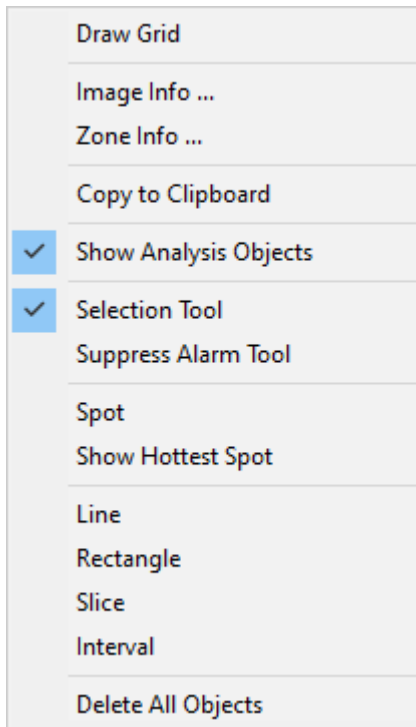 Draw Grid
Image Info ...
Zone Info ...
Copy to Clipboard
Show Analysis Objects
Selection Tool
Suppress Alarm Tool
Spot
Show Hottest Spot
Line
Rectangle
Slice
Interval
Delete All Objects